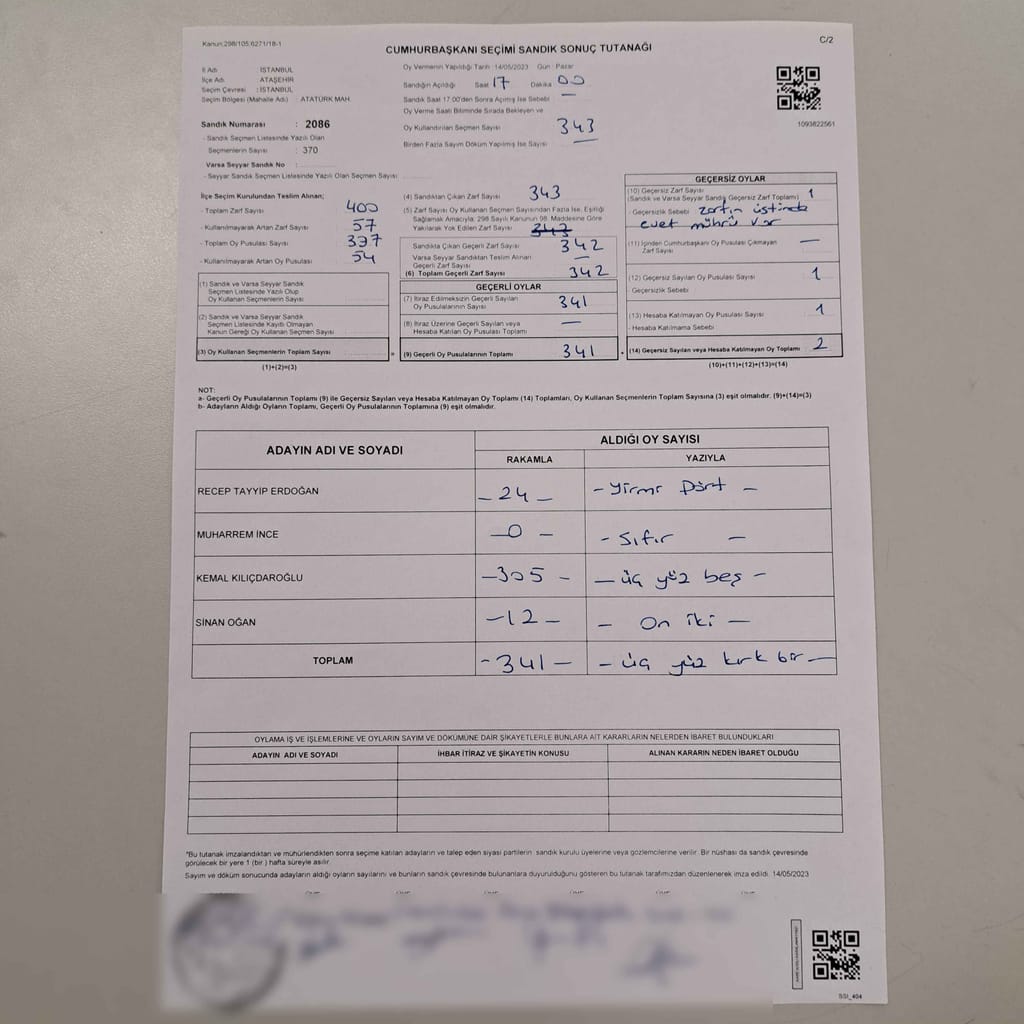 Kanun:298/105;6271/18-1
C/2
CUMHURBAŞKANI SEÇİMİ SANDIK SONUÇ TUTANAĞI
İl Adı : İSTANBUL
İlçe Adı : ATAŞEHİR
Seçim Çevresi : İSTANBUL
Seçim Bölgesi (Mahalle Adı) : ATATÜRK MAH.
Sandık Numarası : 2086
- Sandık Seçmen Listesinde Yazılı Olan
Seçmenlerin Sayısı : 370
Varsa Seyyar Sandık No :
- Seyyar Sandık Seçmen Listesinde Yazılı Olan Seçmen Sayısı
Oy Vermenin Yapıldığı Tarih : 14/05/2023 Gün : Pazar
Sandığın Açıldığı Saat 17 Dakika 00
Sandık Saat 17.00'den Sonra Açılmış İse Sebebi : —
Oy Verme Saati Bitiminde Sırada Bekleyen ve
Oy Kullandırılan Seçmen Sayısı 343
Birden Fazla Sayım Döküm Yapılmış İse Sayısı —
1093822561
İlçe Seçim Kurulundan Teslim Alınan;
- Toplam Zarf Sayısı 400
- Kullanılmayarak Artan Zarf Sayısı 57
- Toplam Oy Pusulası Sayısı 397
- Kullanılmayarak Artan Oy Pusulası 54
(1) Sandık ve Varsa Seyyar Sandık
Seçmen Listesinde Yazılı Olup
Oy Kullanan Seçmenlerin Sayısı
(2) Sandık ve Varsa Seyyar Sandık
Seçmen Listesinde Kayıtlı Olmayan
Kanun Gereği Oy Kullanan Seçmen Sayısı
(3) Oy Kullanan Seçmenlerin Toplam Sayısı
(1)+(2)=(3)
(4) Sandıktan Çıkan Zarf Sayısı 343
(5) Zarf Sayısı Oy Kullanan Seçmen Sayısından Fazla İse, Eşitliği
Sağlamak Amacıyla, 298 Sayılı Kanunun 98. Maddesine Göre
Yakılarak Yok Edilen Zarf Sayısı 343
Sandıkta Çıkan Geçerli Zarf Sayısı 342
Varsa Seyyar Sandıktan Teslim Alınan
Geçerli Zarf Sayısı —
(6) Toplam Geçerli Zarf Sayısı 342
GEÇERLİ OYLAR
(7) İtiraz Edilmeksizin Geçerli Sayılan
Oy Pusulalarının Sayısı 341
(8) İtiraz Üzerine Geçerli Sayılan veya
Hesaba Katılan Oy Pusulası Toplamı —
(9) Geçerli Oy Pusulalarının Toplamı 341
GEÇERSİZ OYLAR
(10) Geçersiz Zarf Sayısı
(Sandık ve Varsa Seyyar Sandığı Geçersiz Zarf Toplamı) 1
- Geçersizlik Sebebi zarfın üstünde
evet mührü var
(11) İçinden Cumhurbaşkanı Oy Pusulası Çıkmayan
Zarf Sayısı —
(12) Geçersiz Sayılan Oy Pusulası Sayısı 1
- Geçersizlik Sebebi
(13) Hesaba Katılmayan Oy Pusulası Sayısı 1
- Hesaba Katılmama Sebebi
(14) Geçersiz Sayılan veya Hesaba Katılmayan Oy Toplamı 2
(10)+(11)+(12)+(13)=(14)
NOT:
a- Geçerli Oy Pusulalarının Toplamı (9) ile Geçersiz Sayılan veya Hesaba Katılmayan Oy Toplamı (14) Toplamları, Oy Kullanan Seçmenlerin Toplam Sayısına (3) eşit olmalıdır. (9)+(14)=(3)
b- Adayların Aldığı Oyların Toplamı, Geçerli Oy Pusulalarının Toplamına (9) eşit olmalıdır.
ADAYIN ADI VE SOYADI ALDIĞI OY SAYISI
RAKAMLA YAZIYLA
RECEP TAYYİP ERDOĞAN - 24 - - Yirmi Dört -
MUHARREM İNCE - 0 - - Sıfır -
KEMAL KILIÇDAROĞLU - 305 - - üç yüz beş -
SİNAN OĞAN - 12 - - On iki -
TOPLAM - 341 - - üç yüz kırk bir -
OYLAMA İŞ VE İŞLEMLERİNE VE OYLARIN SAYIM VE DÖKÜMÜNE DAİR ŞİKAYETLERLE BUNLARA AİT KARARLARIN NELERDEN İBARET BULUNDUKLARI
ADAYIN ADI VE SOYADI İHBAR İTİRAZ VE ŞİKAYETİN KONUSU ALINAN KARARIN NEDEN İBARET OLDUĞU
*Bu tutanak imzalandıktan ve mühürlendikten sonra seçime katılan adayların ve talep eden siyasi partilerin sandık kurulu üyelerine veya gözlemcilerine verilir. Bir nüshası da sandık çevresinde
görülecek bir yere 1 (bir) hafta süreyle asılır.
Sayım ve döküm sonucunda adayların aldığı oyların sayılarını ve bunların sandık çevresinde bulunanlara duyurulduğunu gösteren bu tutanak tarafımızdan düzenlenerek imza edildi. 14/05/2023
SSI_404